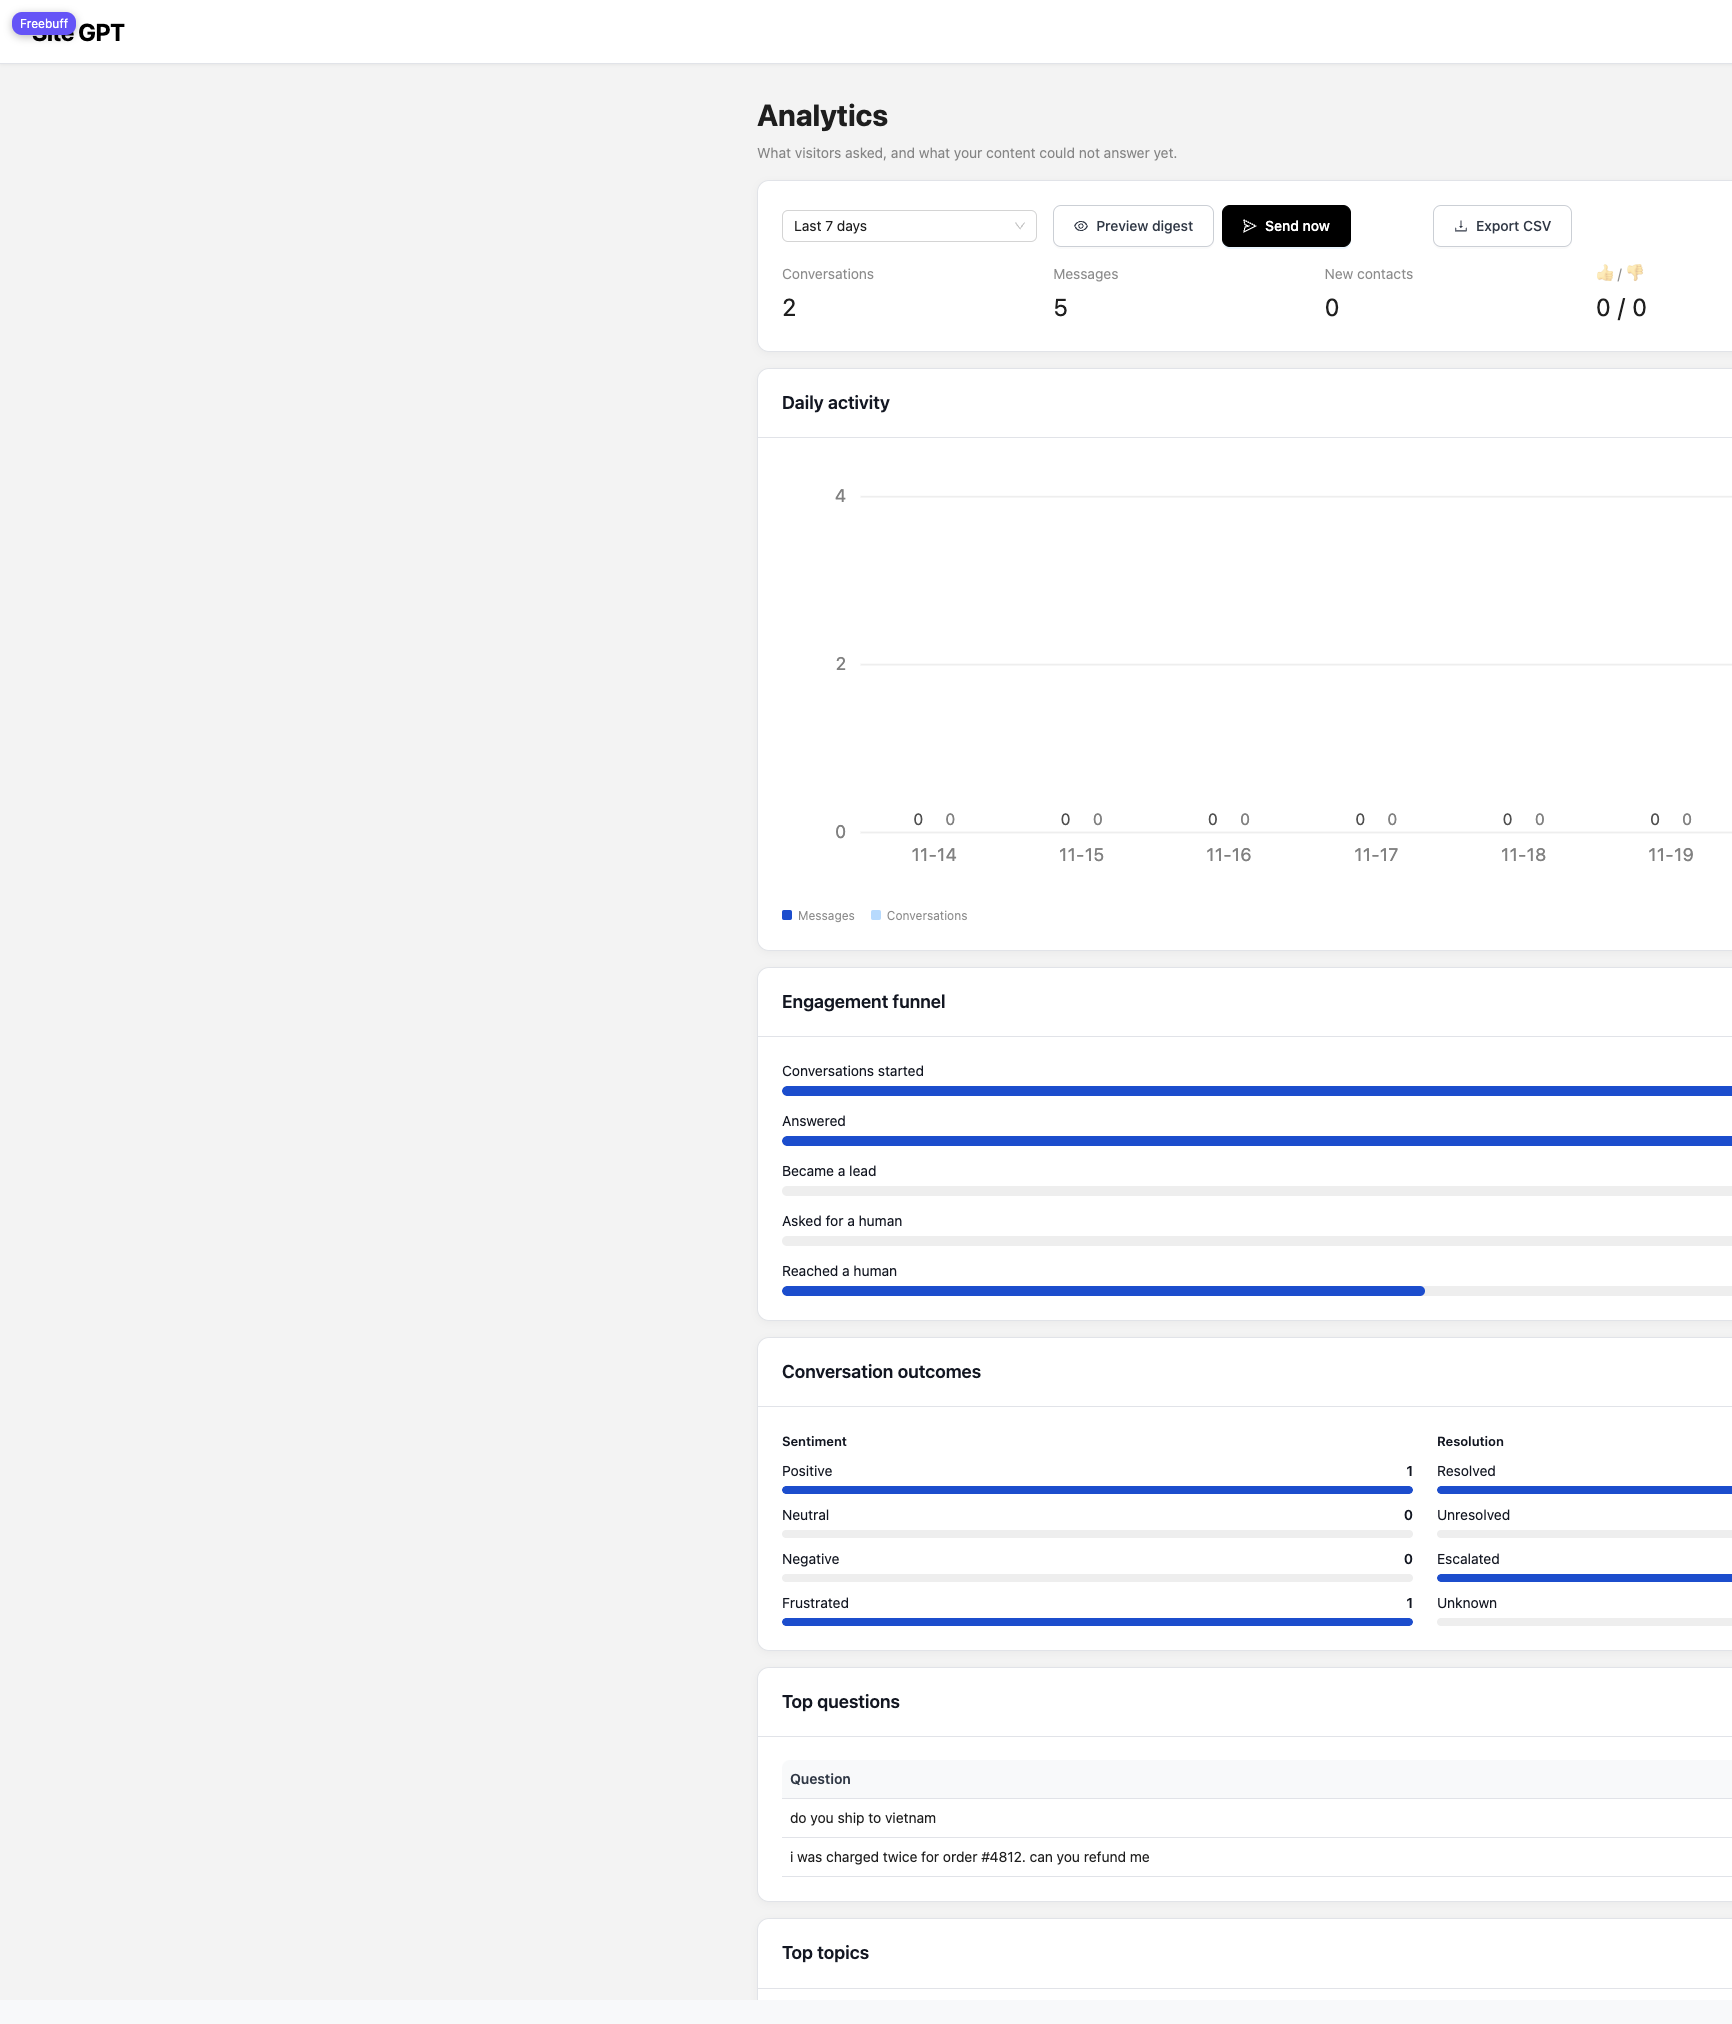 Freebuff
Site GPT
Analytics
What visitors asked, and what your content could not answer yet.
Last 7 days
Preview digest
Send now
Export CSV
Conversations
Messages
New contacts
👍 / 👎
2
5
0
0 / 0
Daily activity
4
2
0
0 0 0 0 0 0 0 0 0 0 0 0
11-14 11-15 11-16 11-17 11-18 11-19
Messages Conversations
Engagement funnel
Conversations started
Answered
Became a lead
Asked for a human
Reached a human
Conversation outcomes
Sentiment
Positive 1
Neutral 0
Negative 0
Frustrated 1
Resolution
Resolved
Unresolved
Escalated
Unknown
Top questions
Question
do you ship to vietnam
i was charged twice for order #4812. can you refund me
Top topics